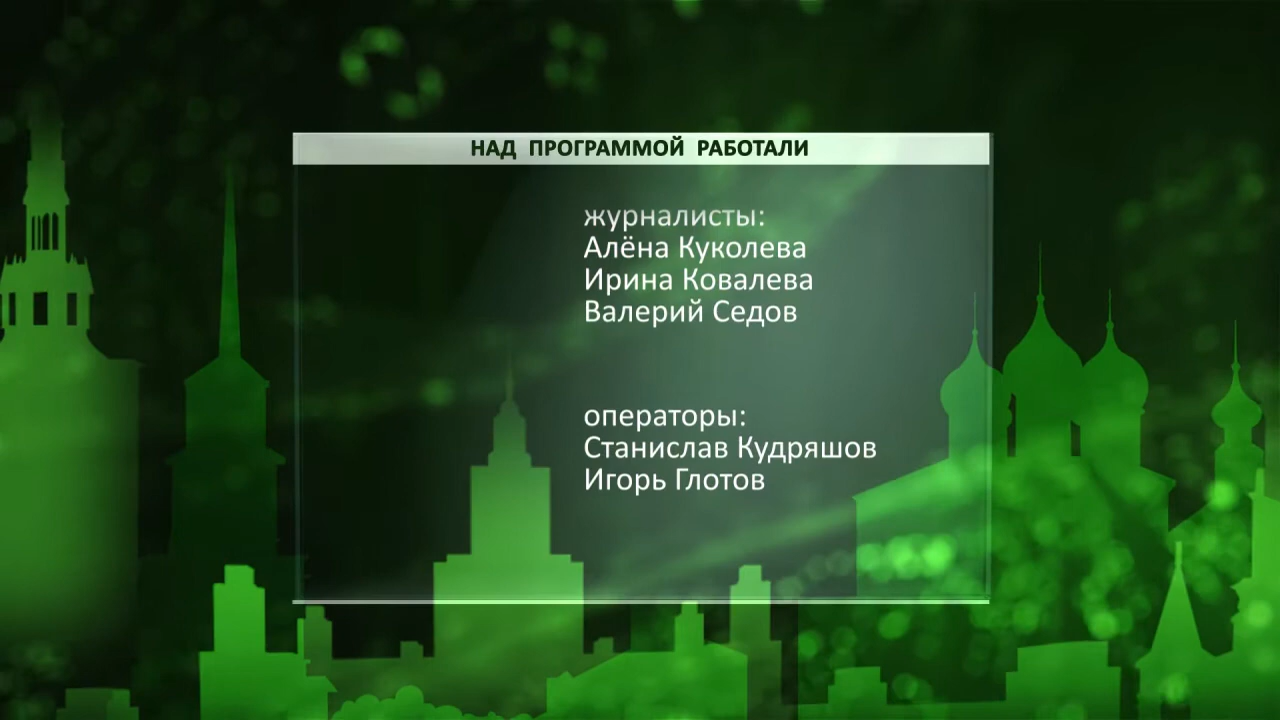 НАД ПРОГРАММОЙ РАБОТАЛИ
журналисты:
Алёна Куколева
Ирина Ковалева
Валерий Седов
операторы:
Станислав Кудряшов
Игорь Глотов